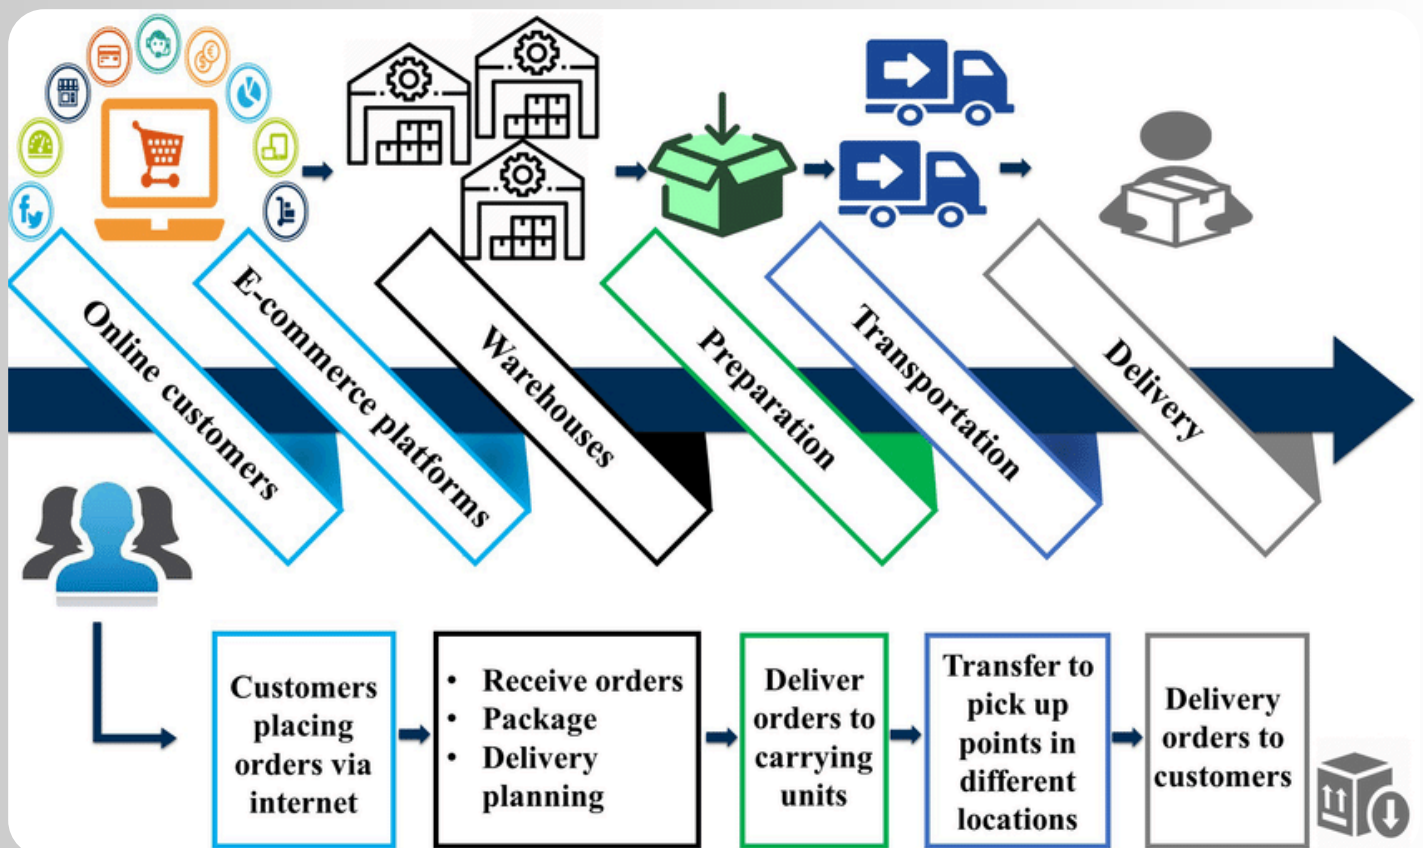 Online customers
E-commerce platforms
Warehouses
Preparation
Transportation
Delivery
Customers
placing
orders via
internet
• Receive orders
• Package
• Delivery
planning
Deliver
orders to
carrying
units
Transfer to
pick up
points in
different
locations
Delivery
orders to
customers